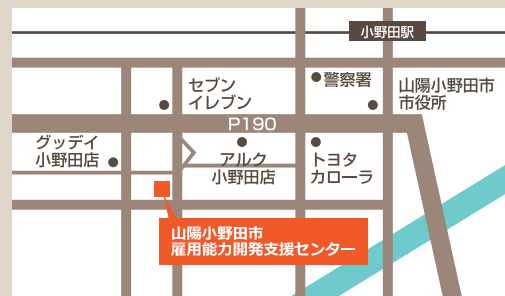 小野田駅
セブン
イレブン
警察署
山陽小野田市
市役所
P190
グッデイ
小野田店
アルク
小野田店
トヨタ
カローラ
山陽小野田市
雇用能力開発支援センター